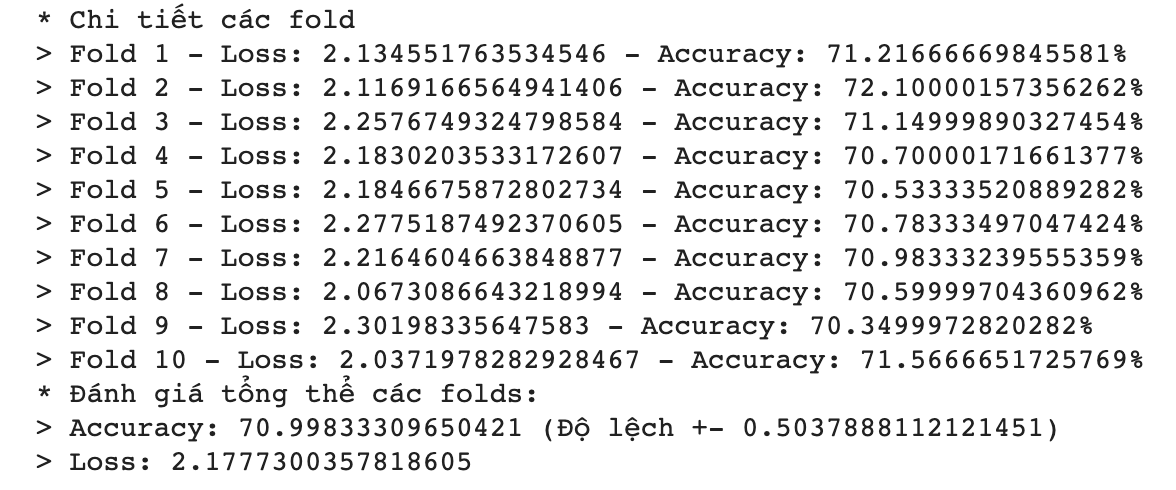 * Chi tiết các fold
> Fold 1 - Loss: 2.134551763534546 - Accuracy: 71.21666669845581%
> Fold 2 - Loss: 2.1169166564941406 - Accuracy: 72.10000157356262%
> Fold 3 - Loss: 2.2576749324798584 - Accuracy: 71.14999890327454%
> Fold 4 - Loss: 2.1830203533172607 - Accuracy: 70.70000171661377%
> Fold 5 - Loss: 2.1846675872802734 - Accuracy: 70.53333520889282%
> Fold 6 - Loss: 2.2775187492370605 - Accuracy: 70.783334970474​24%
> Fold 7 - Loss: 2.2164604663848877 - Accuracy: 70.98333239555359%
> Fold 8 - Loss: 2.0673086643218994 - Accuracy: 70.59999704360962%
> Fold 9 - Loss: 2.30198335647583 - Accuracy: 70.3499972820282%
> Fold 10 - Loss: 2.0371978282928467 - Accuracy: 71.5666651725769%
* Đánh giá tổng thể các folds:
> Accuracy: 70.99833309650421 (Độ lệch +- 0.5037888112121451)
> Loss: 2.1777300357818605